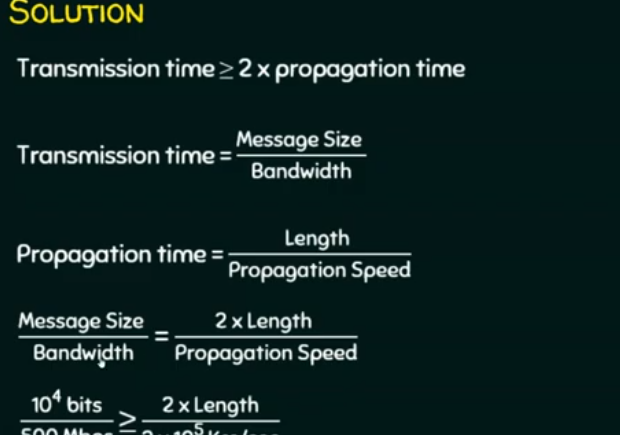 SOLUTION
Transmission time ≥ 2 x propagation time
Transmission time = Message Size / Bandwidth
Propagation time = Length / Propagation Speed
Message Size / Bandwidth = 2 x Length / Propagation Speed
10⁴ bits / 500 ≥ 2 x Length